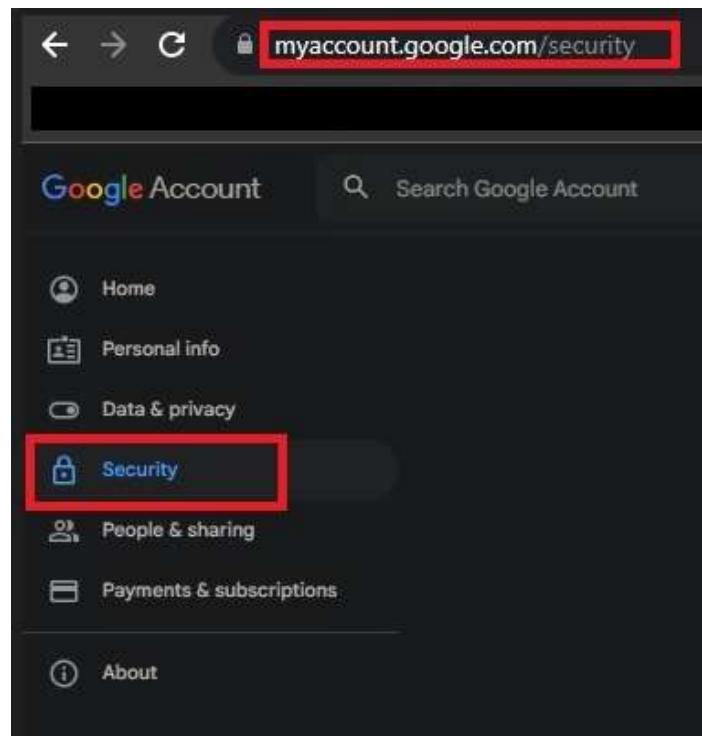 myaccount.google.com/security
Google Account
Search Google Account
Home
Personal info
Data & privacy
Security
People & sharing
Payments & subscriptions
About